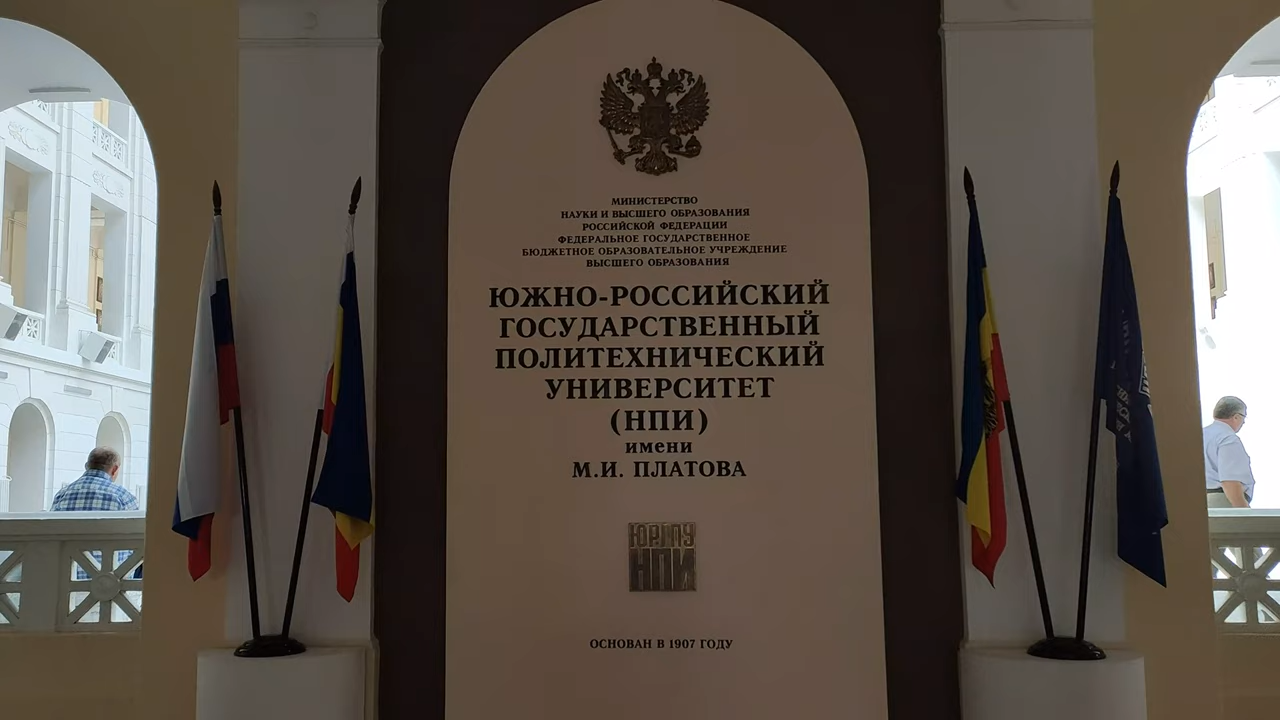 МИНИСТЕРСТВО
НАУКИ И ВЫСШЕГО ОБРАЗОВАНИЯ
РОССИЙСКОЙ ФЕДЕРАЦИИ
ФЕДЕРАЛЬНОЕ ГОСУДАРСТВЕННОЕ
БЮДЖЕТНОЕ ОБРАЗОВАТЕЛЬНОЕ УЧРЕЖДЕНИЕ
ВЫСШЕГО ОБРАЗОВАНИЯ
ЮЖНО-РОССИЙСКИЙ
ГОСУДАРСТВЕННЫЙ
ПОЛИТЕХНИЧЕСКИЙ
УНИВЕРСИТЕТ
(НПИ)
имени
М.И. ПЛАТОВА
ЮРГПУ
НПИ
ОСНОВАН В 1907 ГОДУ